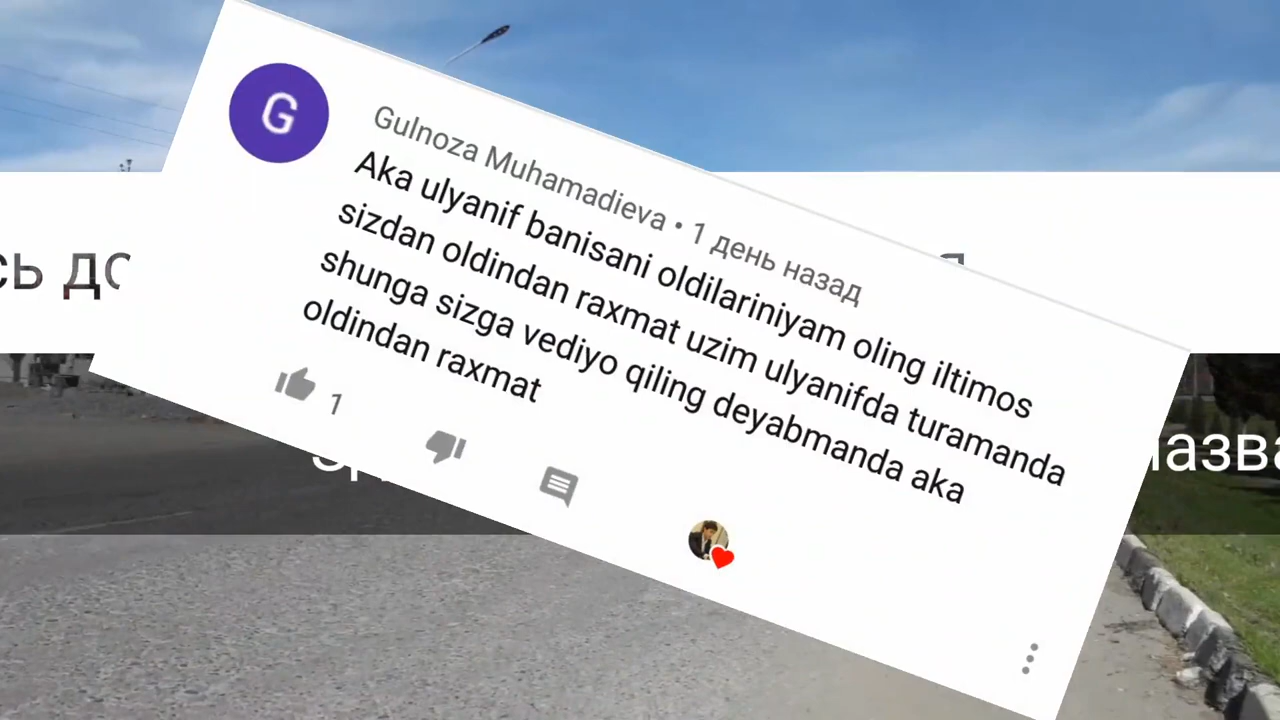 G
Gulnoza Muhamadieva • 1 день назад
Aka ulyanif banisani oldilariniyam oling iltimos
sizdan oldindan raxmat uzim ulyanifda turamanda
shunga sizga vediyo qiling deyabmanda aka
oldindan raxmat
1